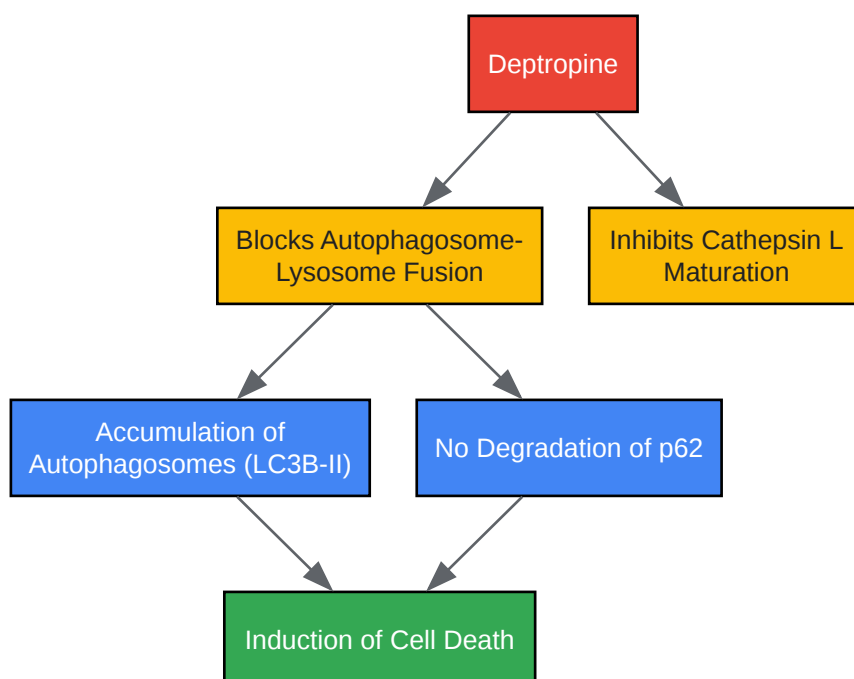 Deptropine
Blocks Autophagosome-
Lysosome Fusion
Inhibits Cathepsin L
Maturation
Accumulation of
Autophagosomes (LC3B-II)
No Degradation of p62
Induction of Cell Death